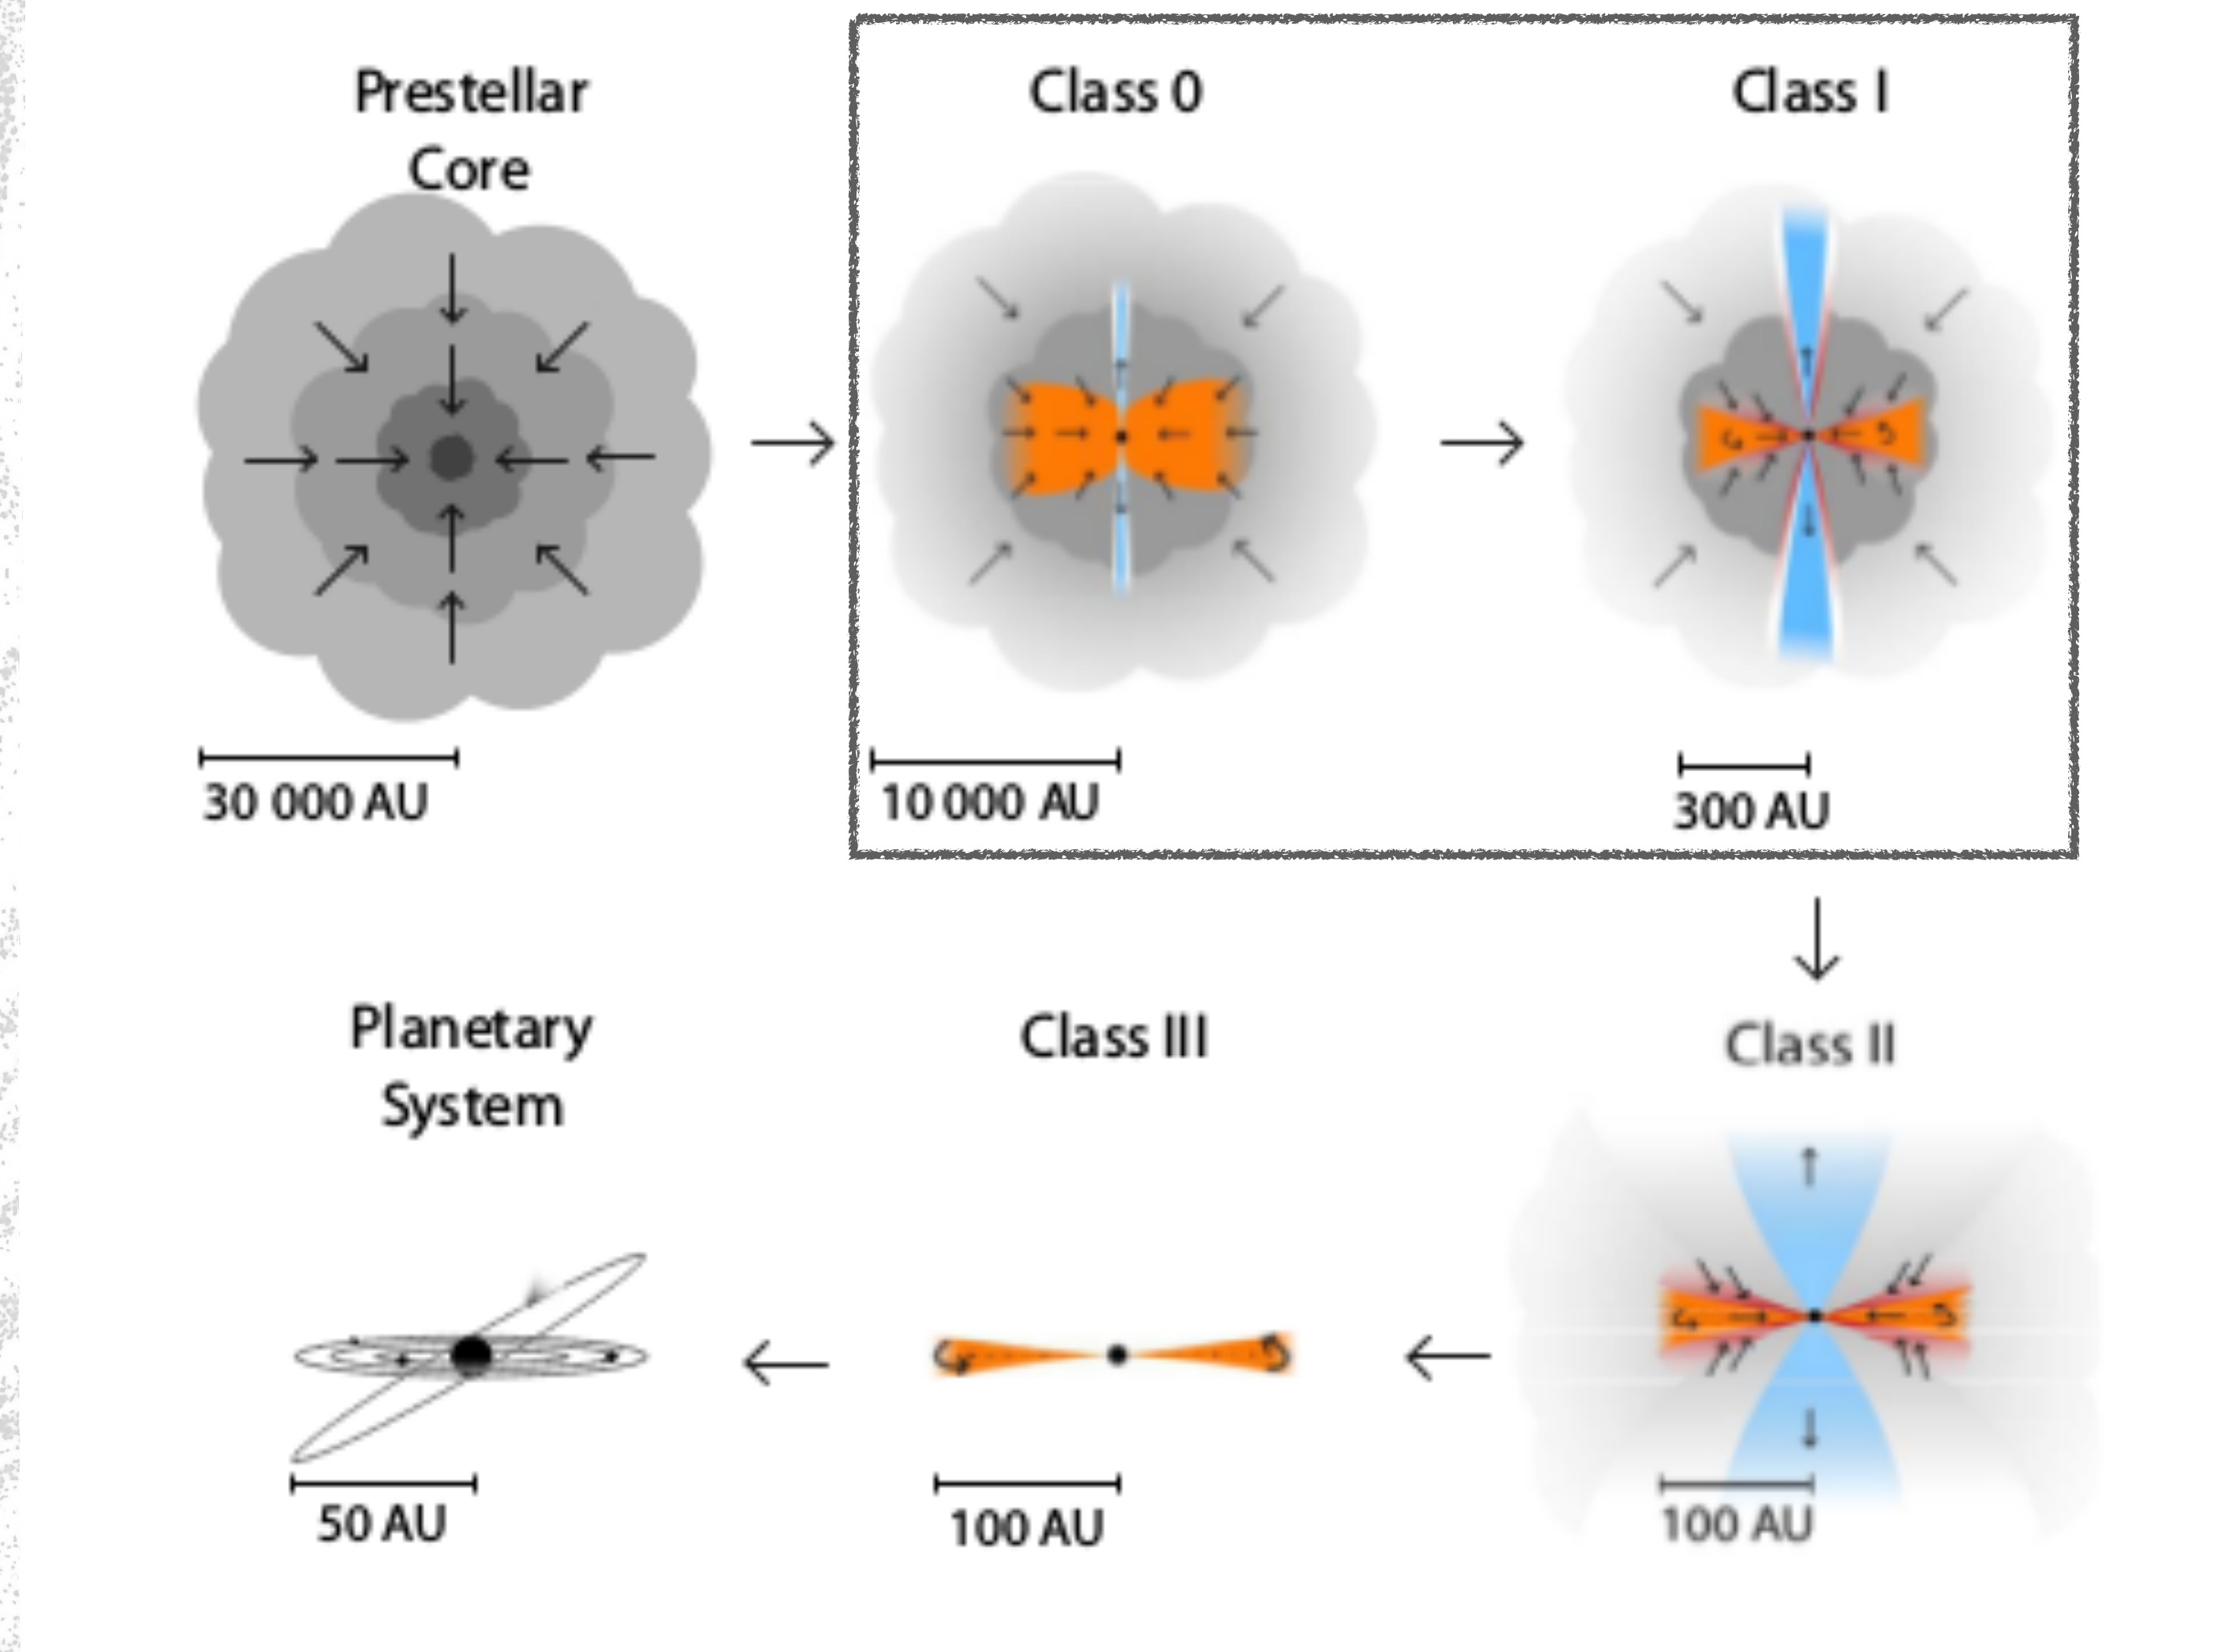 Prestellar
Core
Class 0
Class I
30 000 AU
10 000 AU
300 AU
Planetary
System
Class III
Class II
50 AU
100 AU
100 AU